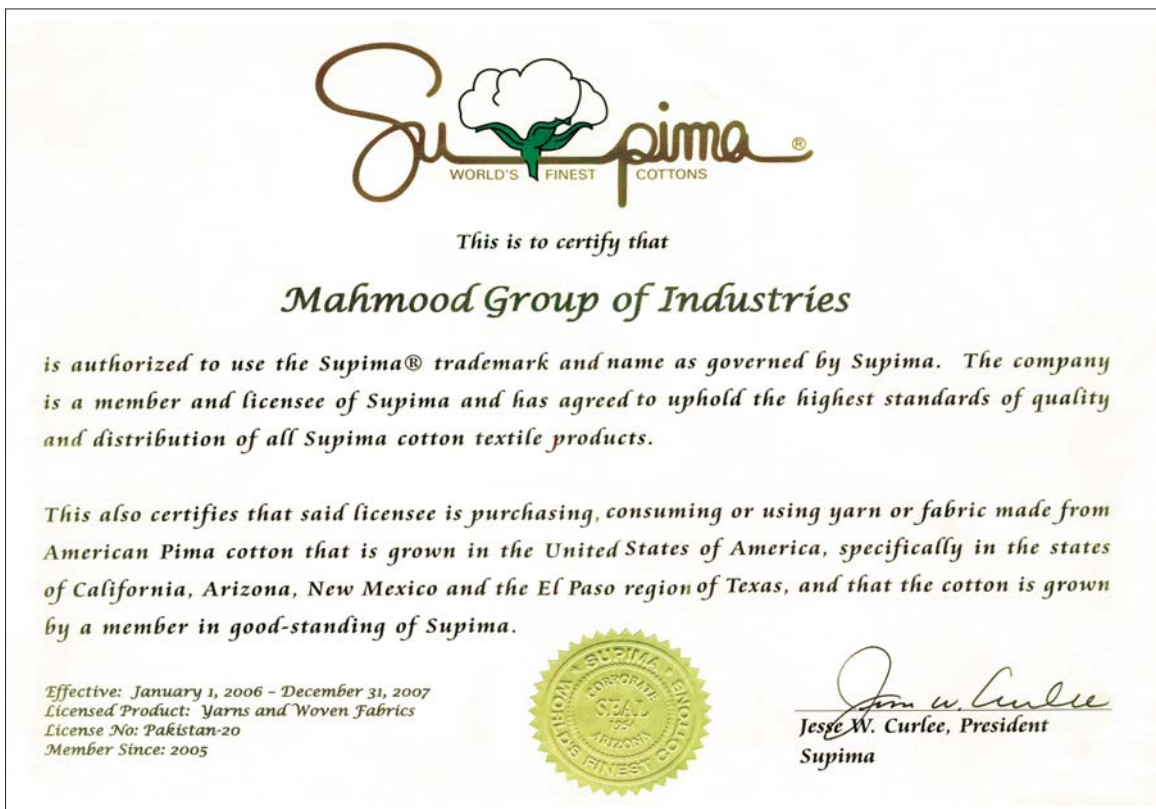 Supima®
WORLD'S FINEST COTTONS
This is to certify that
Mahmood Group of Industries
is authorized to use the Supima® trademark and name as governed by Supima. The company
is a member and licensee of Supima and has agreed to uphold the highest standards of quality
and distribution of all Supima cotton textile products.
This also certifies that said licensee is purchasing, consuming or using yarn or fabric made from
American Pima cotton that is grown in the United States of America, specifically in the states
of California, Arizona, New Mexico and the El Paso region of Texas, and that the cotton is grown
by a member in good-standing of Supima.
Effective: January 1, 2006 – December 31, 2007
Licensed Product: Yarns and Woven Fabrics
License No: Pakistan-20
Member Since: 2005
SUPIMA
WORLD'S FINEST COTTONS
CORPORATE
SEAL
1954
ARIZONA
Jesse W. Curlee, President
Supima